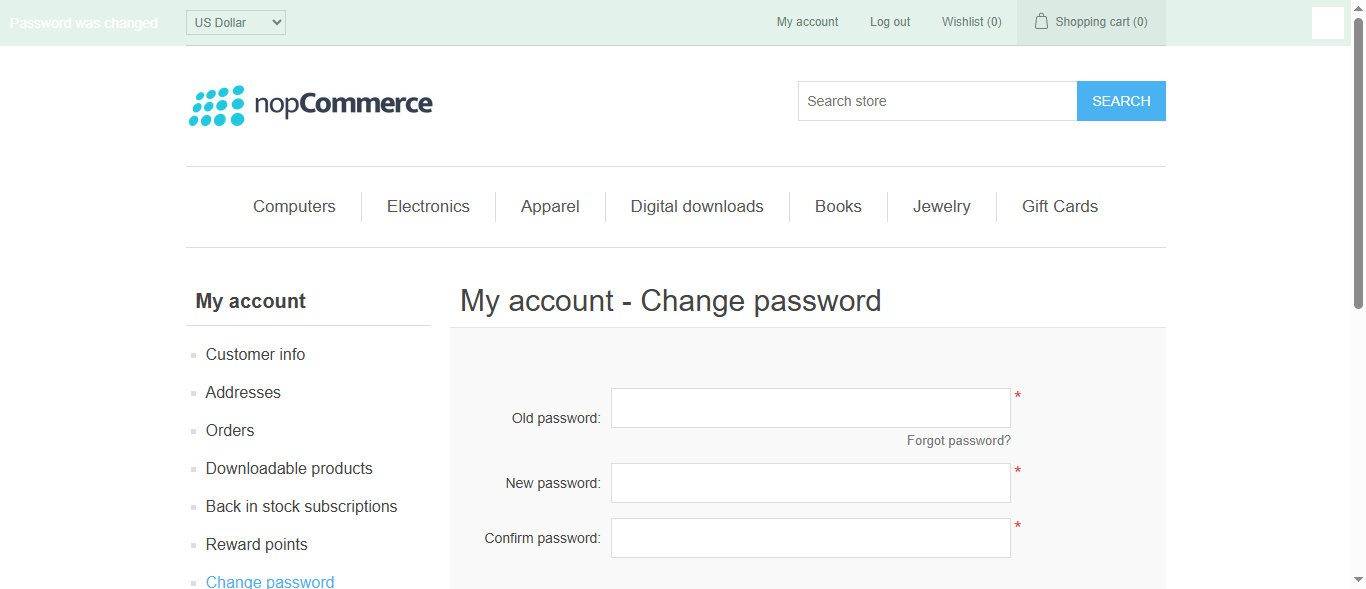 Password was changed
US Dollar
My account
Log out
Wishlist (0)
Shopping cart (0)
nopCommerce
Search store
SEARCH
Computers
Electronics
Apparel
Digital downloads
Books
Jewelry
Gift Cards
My account
Customer info
Addresses
Orders
Downloadable products
Back in stock subscriptions
Reward points
Change password
My account - Change password
Old password:
*
Forgot password?
New password:
*
Confirm password:
*